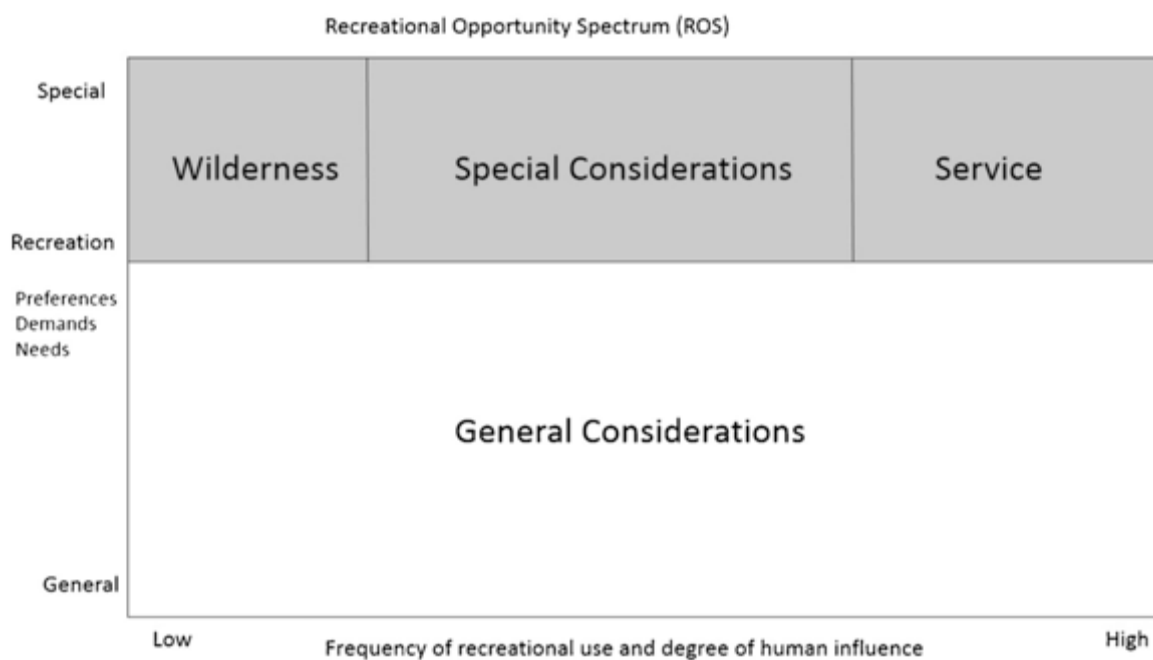 Recreational Opportunity Spectrum (ROS)
Special
Wilderness
Special Considerations
Service
Recreation
Preferences
Demands
Needs
General Considerations
General
Low
Frequency of recreational use and degree of human influence
High